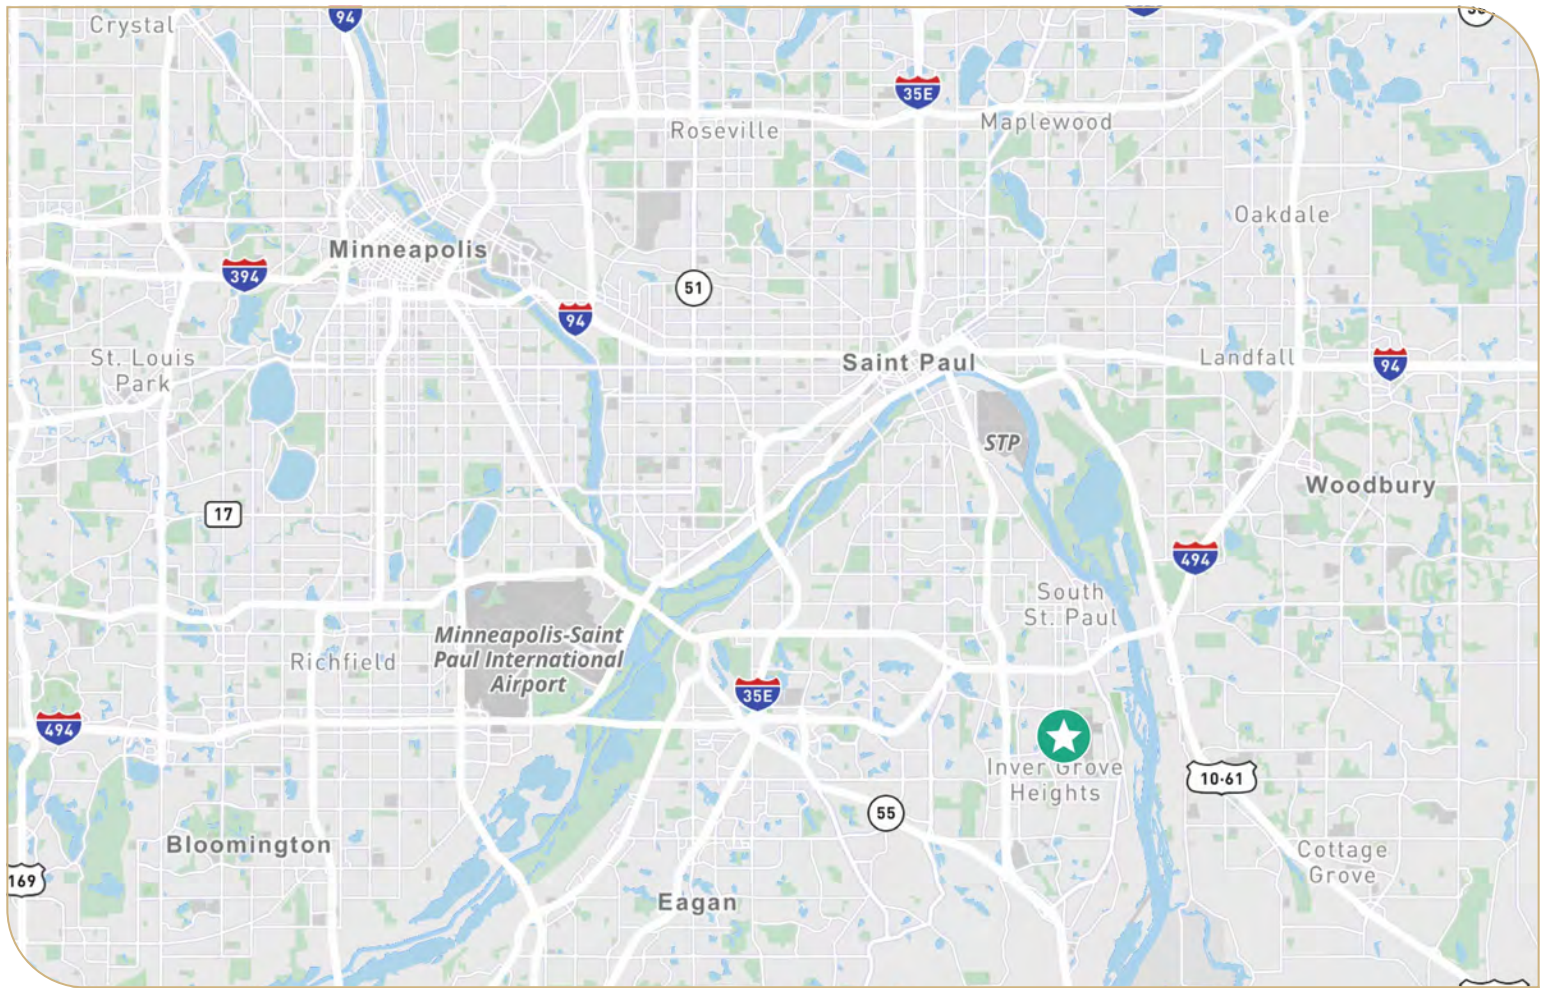 94
Crystal
35E
Roseville
Maplewood
Oakdale
Minneapolis
394
51
94
St. Louis
Park
Saint Paul
Landfall
94
STP
Woodbury
17
494
South
St. Paul
Minneapolis-Saint
Paul International
Airport
Richfield
35E
494
Inver Grove
Heights
10·61
55
Bloomington
Cottage
Grove
169
Eagan